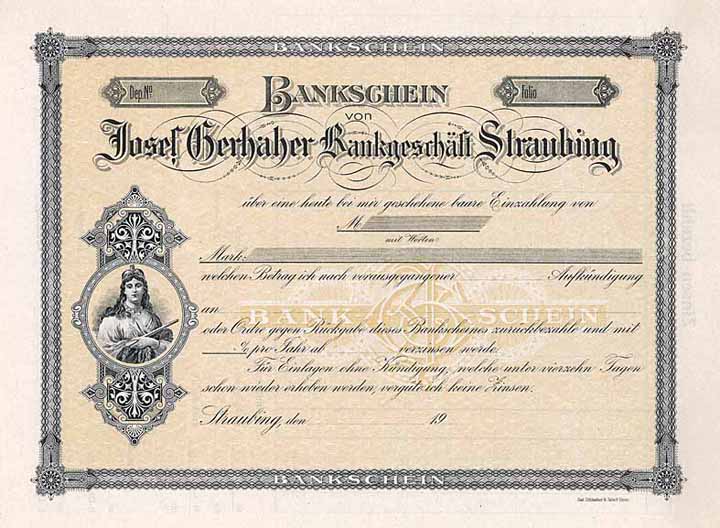 BANKSCHEIN
Dep. No
Folio
BANKSCHEIN
von
Josef Gerhaher Bankgeschäft Straubing
über eine heute bei mir geschehene baare Einzahlung von
M.
mit Worten
Mark:
welchen Betrag ich nach vorausgegangener Aufkündigung
an
BANK SCHEIN
oder Ordre gegen Rückgabe dieses Bankscheines zurückbezahle und mit
% pro Jahr ab verzinsen werde.
Für Einlagen ohne Kündigung, welche unter vierzehn Tagen
schon wieder erhoben werden, vergüte ich keine Zinsen.
Straubing, den 19
BANKSCHEIN